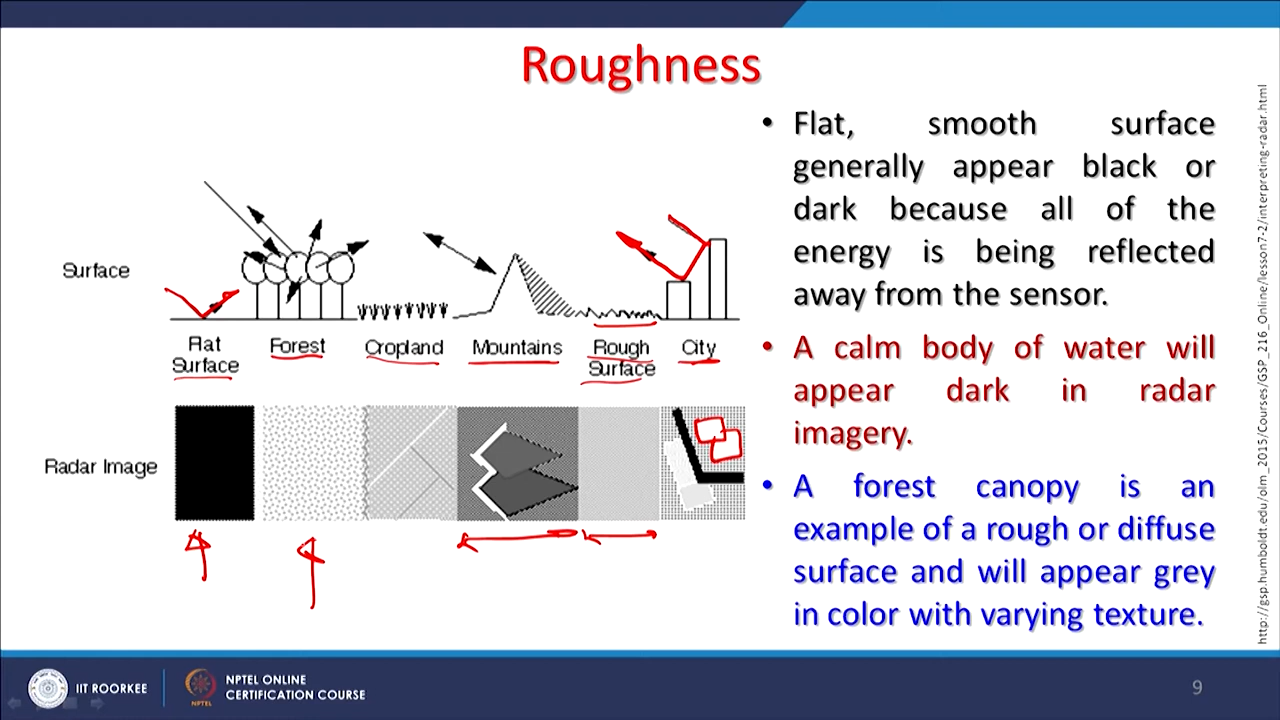 Roughness
Surface
Flat
Surface
Forest
Cropland
Mountains
Rough
Surface
City
Radar Image
• Flat, smooth surface
generally appear black or
dark because all of the
energy is being reflected
away from the sensor.
• A calm body of water will
appear dark in radar
imagery.
• A forest canopy is an
example of a rough or diffuse
surface and will appear grey
in color with varying texture.
http://gsp.humboldt.edu/olm_2015/Courses/GSP_216_Online/lesson7-2/interpreting-radar.html
IIT ROORKEE
NPTEL
NPTEL ONLINE
CERTIFICATION COURSE
9